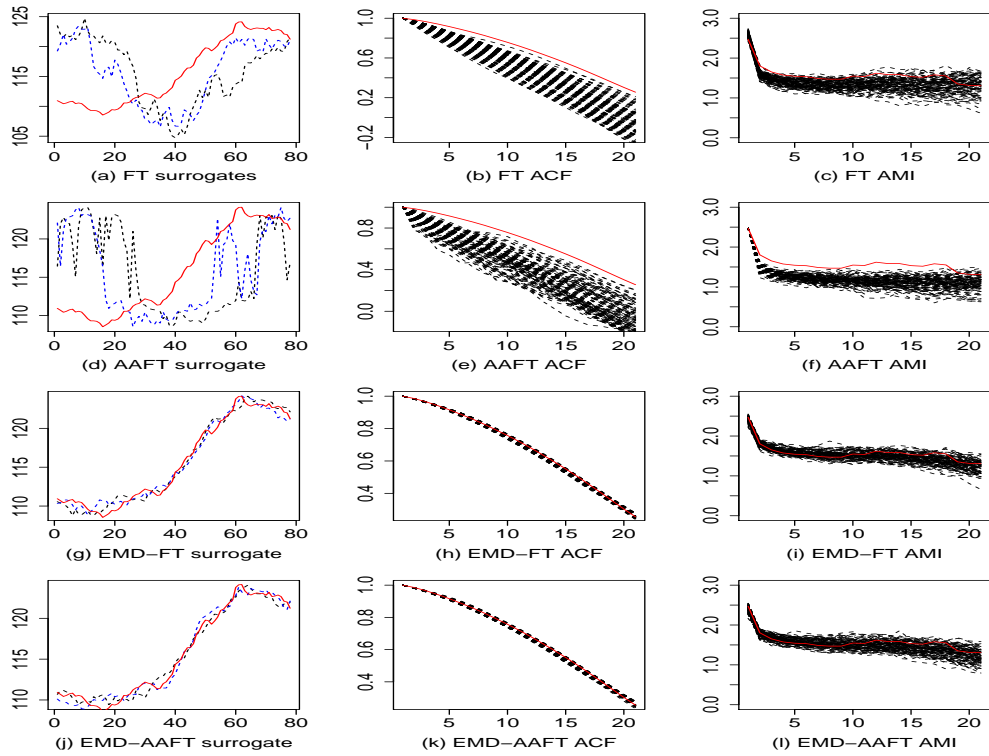 105 115 125
0 20 40 60 80
(a) FT surrogates
−0.2 0.2 0.6 1.0
5 10 15 20
(b) FT ACF
0.0 1.0 2.0 3.0
5 10 15 20
(c) FT AMI
110 115 120
0 20 40 60 80
(d) AAFT surrogate
0.0 0.4 0.8
5 10 15 20
(e) AAFT ACF
0.0 1.0 2.0 3.0
5 10 15 20
(f) AAFT AMI
110 115 120
0 20 40 60 80
(g) EMD−FT surrogate
0.4 0.6 0.8 1.0
5 10 15 20
(h) EMD−FT ACF
0.0 1.0 2.0 3.0
5 10 15 20
(i) EMD−FT AMI
110 115 120
0 20 40 60 80
(j) EMD−AAFT surrogate
0.4 0.6 0.8 1.0
5 10 15 20
(k) EMD−AAFT ACF
0.0 1.0 2.0 3.0
5 10 15 20
(l) EMD−AAFT AMI